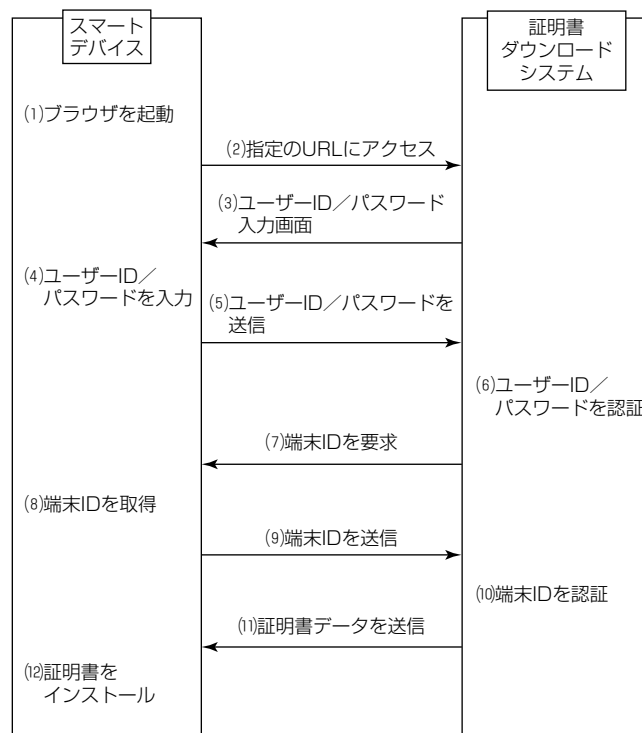 スマート
デバイス
証明書
ダウンロード
システム
(1)ブラウザを起動
(2)指定のURLにアクセス
(3)ユーザーID／パスワード
入力画面
(4)ユーザーID／
パスワードを入力
(5)ユーザーID／パスワードを
送信
(6)ユーザーID／
パスワードを認証
(7)端末IDを要求
(8)端末IDを取得
(9)端末IDを送信
(10)端末IDを認証
(11)証明書データを送信
(12)証明書を
インストール